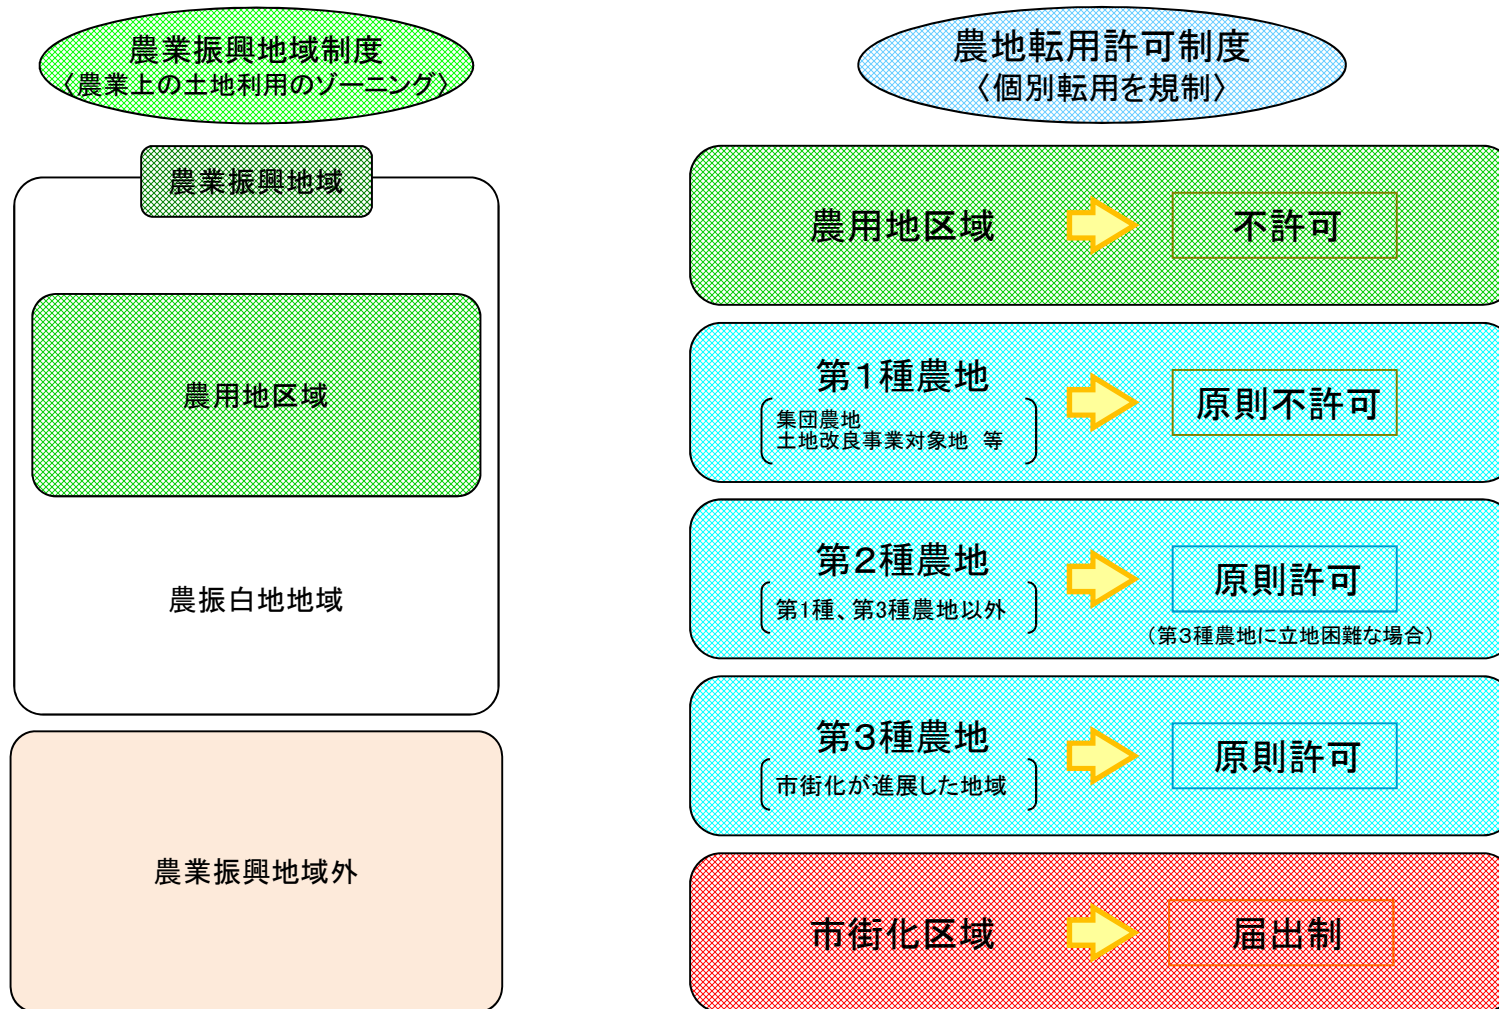 農業振興地域制度
〈農業上の土地利用のゾーニング〉
農業振興地域
農用地区域
農振白地地域
農業振興地域外
農地転用許可制度
〈個別転用を規制〉
農用地区域
不許可
第1種農地
集団農地
土地改良事業対象地 等
原則不許可
第2種農地
第1種、第3種農地以外
原則許可
（第3種農地に立地困難な場合）
第3種農地
市街化が進展した地域
原則許可
市街化区域
届出制